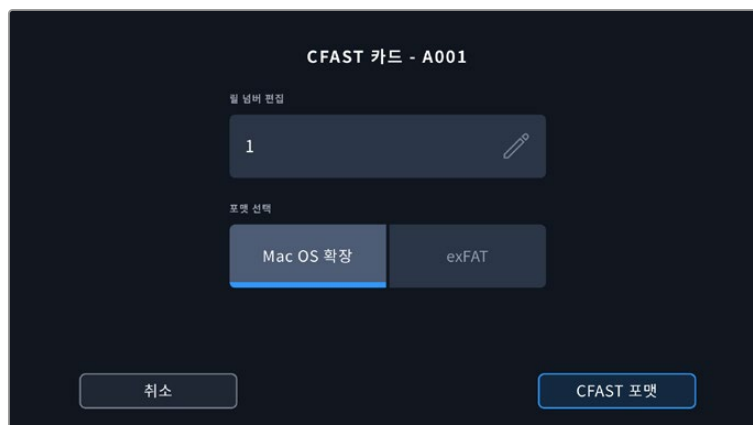 CFAST 카드 - A001
릴 넘버 편집
1
포맷 선택
Mac OS 확장
exFAT
취소
CFAST 포맷